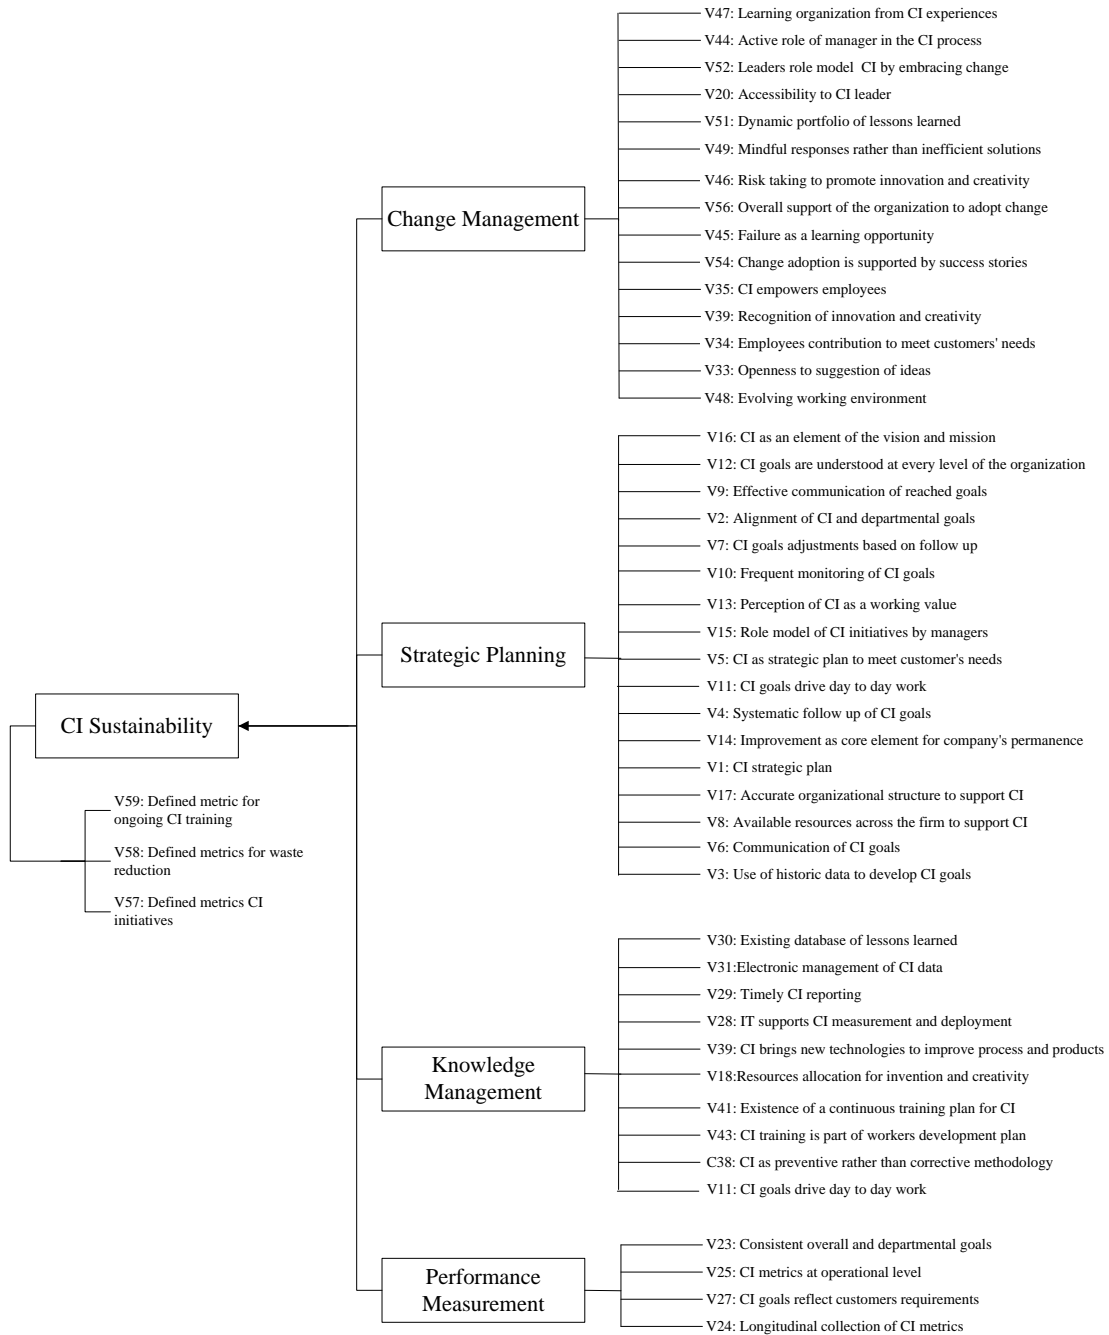 V47: Learning organization from CI experiences
V44: Active role of manager in the CI process
V52: Leaders role model  CI by embracing change
V20: Accessibility to CI leader
V51: Dynamic portfolio of lessons learned
V49: Mindful responses rather than inefficient solutions
V46: Risk taking to promote innovation and creativity
V56: Overall support of the organization to adopt change
V45: Failure as a learning opportunity
V54: Change adoption is supported by success stories
V35: CI empowers employees
V39: Recognition of innovation and creativity
V34: Employees contribution to meet customers' needs
V33: Openness to suggestion of ideas
V48: Evolving working environment
Change Management
V16: CI as an element of the vision and mission
V12: CI goals are understood at every level of the organization
V9: Effective communication of reached goals
V2: Alignment of CI and departmental goals
V7: CI goals adjustments based on follow up
V10: Frequent monitoring of CI goals
V13: Perception of CI as a working value
V15: Role model of CI initiatives by managers
V5: CI as strategic plan to meet customer's needs
V11: CI goals drive day to day work
V4: Systematic follow up of CI goals
V14: Improvement as core element for company's permanence
V1: CI strategic plan
V17: Accurate organizational structure to support CI
V8: Available resources across the firm to support CI
V6: Communication of CI goals
V3: Use of historic data to develop CI goals
Strategic Planning
CI Sustainability
V59: Defined metric for
ongoing CI training
V58: Defined metrics for waste
reduction
V57: Defined metrics CI
initiatives
V30: Existing database of lessons learned
V31:Electronic management of CI data
V29: Timely CI reporting
V28: IT supports CI measurement and deployment
V39: CI brings new technologies to improve process and products
V18:Resources allocation for invention and creativity
V41: Existence of a continuous training plan for CI
V43: CI training is part of workers development plan
C38: CI as preventive rather than corrective methodology
V11: CI goals drive day to day work
Knowledge
Management
V23: Consistent overall and departmental goals
V25: CI metrics at operational level
V27: CI goals reflect customers requirements
V24: Longitudinal collection of CI metrics
Performance
Measurement